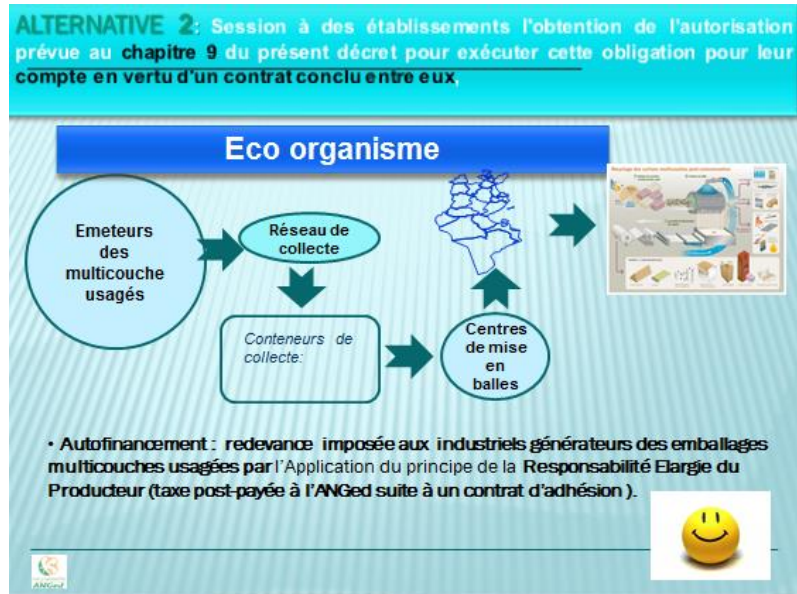 ALTERNATIVE 2: Session à des établissements l'obtention de l'autorisation
prévue au chapitre 9 du présent décret pour exécuter cette obligation pour leur
compte en vertu d'un contrat conclu entre eux,
Eco organisme
Emeteurs
des
multicouche
usagés
Réseau de
collecte
Conteneurs de
collecte:
Centres
de mise
en
balles
• Autofinancement : redevance imposée aux industriels générateurs des emballages
multicouches usagées par l'Application du principe de la Responsabilité Elargie du
Producteur (taxe post-payée à l'ANGed suite à un contrat d'adhésion ).
ANGed